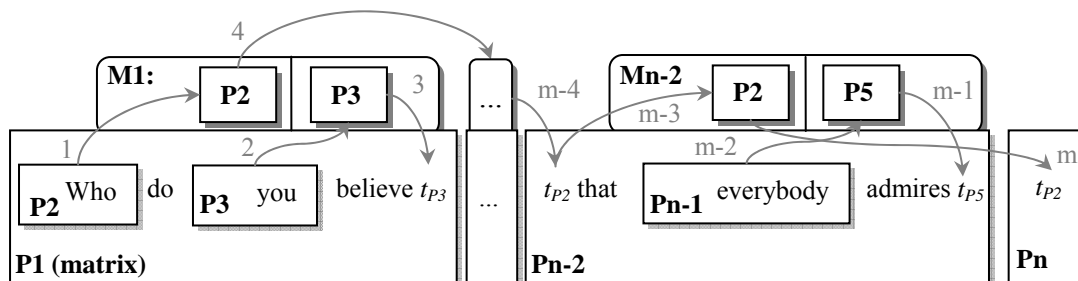 4
M1: P2 P3 3 ... m-4 Mn-2 P2 P5 m-1
m-3
1 2 m-2 m
P2 Who do P3 you believe tP3 ... tP2 that Pn-1 everybody admires tP5 tP2
P1 (matrix) Pn-2 Pn